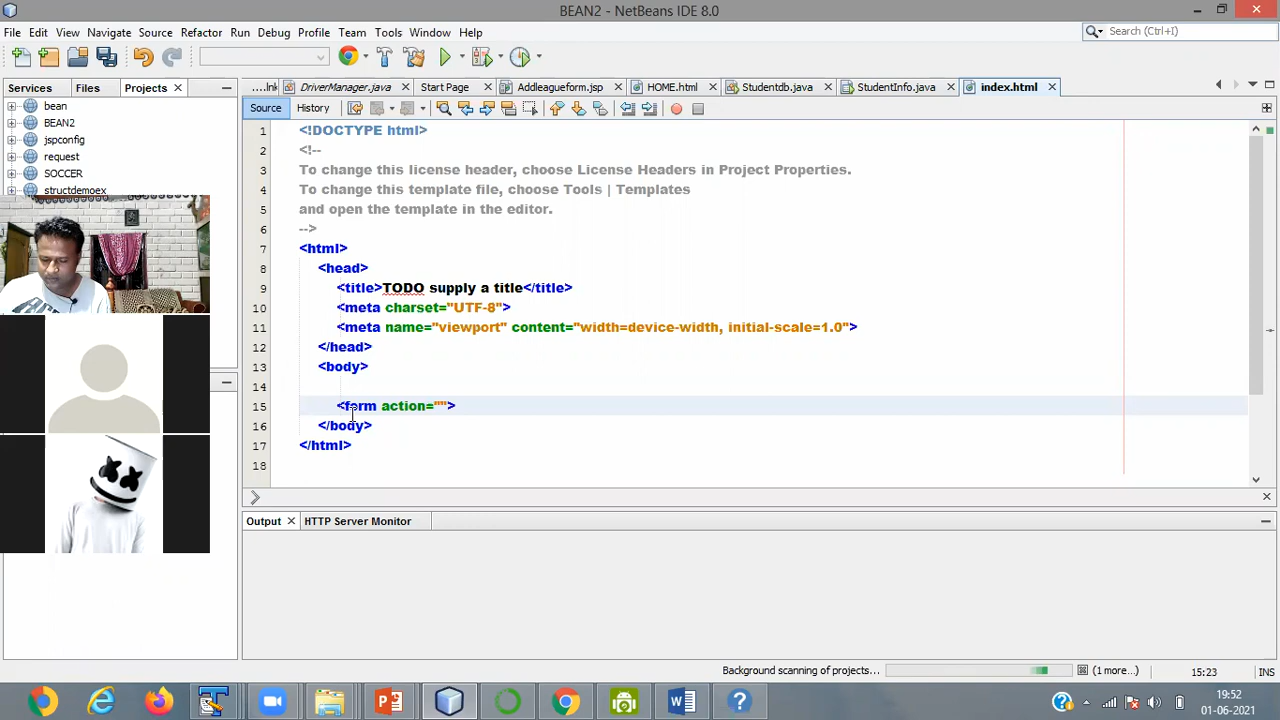 BEAN2 - NetBeans IDE 8.0
File Edit View Navigate Source Refactor Run Debug Profile Team Tools Window Help
Search (Ctrl+I)
Services Files Projects
DriverManager.java Start Page Addleagueform.jsp HOME.html Studentdb.java StudentInfo.java index.html
Source History
bean
BEAN2
jspconfig
request
SOCCER
structdemoex
1 <!DOCTYPE html>
2 <!--
3 To change this license header, choose License Headers in Project Properties.
4 To change this template file, choose Tools | Templates
5 and open the template in the editor.
6 -->
7 <html>
8 <head>
9 <title>TODO supply a title</title>
10 <meta charset="UTF-8">
11 <meta name="viewport" content="width=device-width, initial-scale=1.0">
12 </head>
13 <body>
14
15 <form action="">
16 </body>
17 </html>
18
Output HTTP Server Monitor
Background scanning of projects... (1 more...) 15:23 INS
19:52
01-06-2021